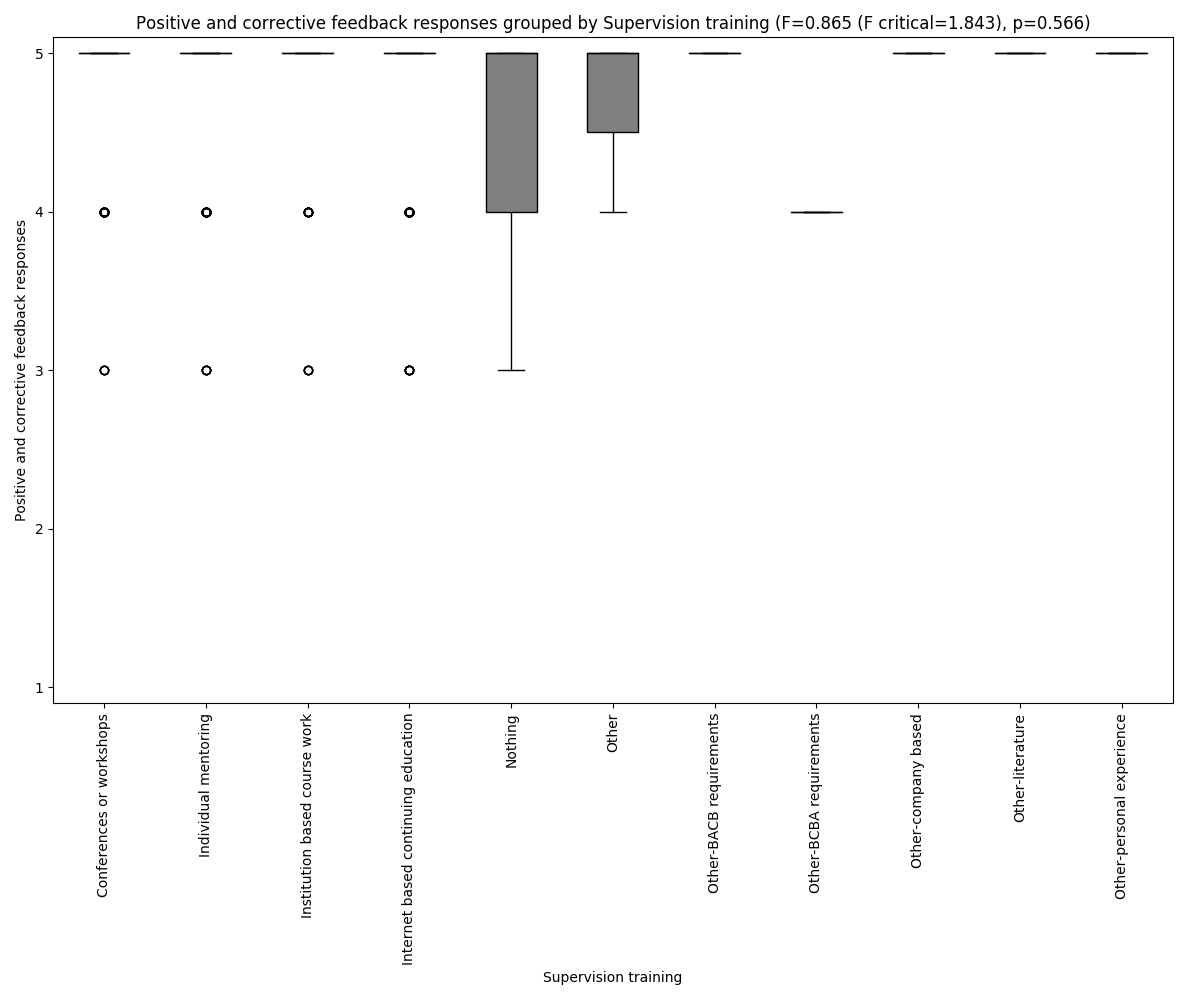 Positive and corrective feedback responses grouped by Supervision training (F=0.865 (F critical=1.843), p=0.566)
Positive and corrective feedback responses
5
4
3
2
1
Conferences or workshops
Individual mentoring
Institution based course work
Internet based continuing education
Nothing
Other
Other-BACB requirements
Other-BCBA requirements
Other-company based
Other-literature
Other-personal experience
Supervision training